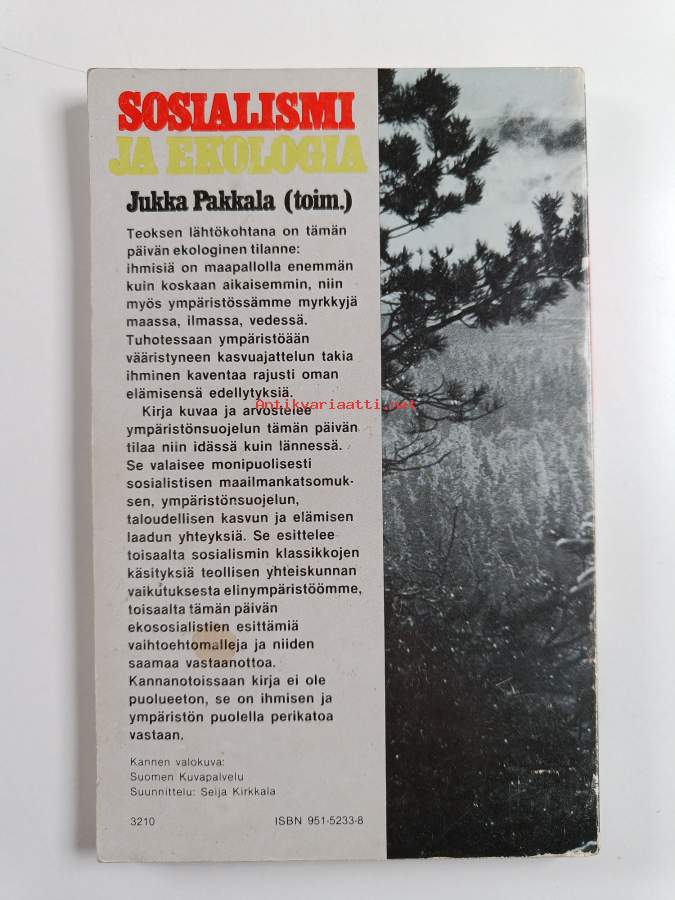 SOSIALISMI
JA EKOLOGIA
Jukka Pakkala (toim.)
Teoksen lähtökohtana on tämän
päivän ekologinen tilanne:
ihmisiä on maapallolla enemmän
kuin koskaan aikaisemmin, niin
myös ympäristössämme myrkkyjä
maassa, ilmassa, vedessä.
Tuhotessaan ympäristöään
vääristyneen kasvuajattelun takia
ihminen kaventaa rajusti oman
elämisensä edellytyksiä.
Antikvariaatti.net
Kirja kuvaa ja arvostelee
ympäristönsuojelun tämän päivän
tilaa niin idässä kuin lännessä.
Se valaisee monipuolisesti
sosialistisen maailmankatsomuk-
sen, ympäristönsuojelun,
taloudellisen kasvun ja elämisen
laadun yhteyksiä. Se esittelee
toisaalta sosialismin klassikkojen
käsityksiä teollisen yhteiskunnan
vaikutuksesta elinympäristöömme,
toisaalta tämän päivän
ekososialistien esittämiä
vaihtoehtomalleja ja niiden
saamaa vastaanottoa.
Kannanotoissaan kirja ei ole
puolueeton, se on ihmisen ja
ympäristön puolella perikatoa
vastaan.
Kannen valokuva:
Suomen Kuvapalvelu
Suunnittelu: Seija Kirkkala
3210 ISBN 951-5233-8